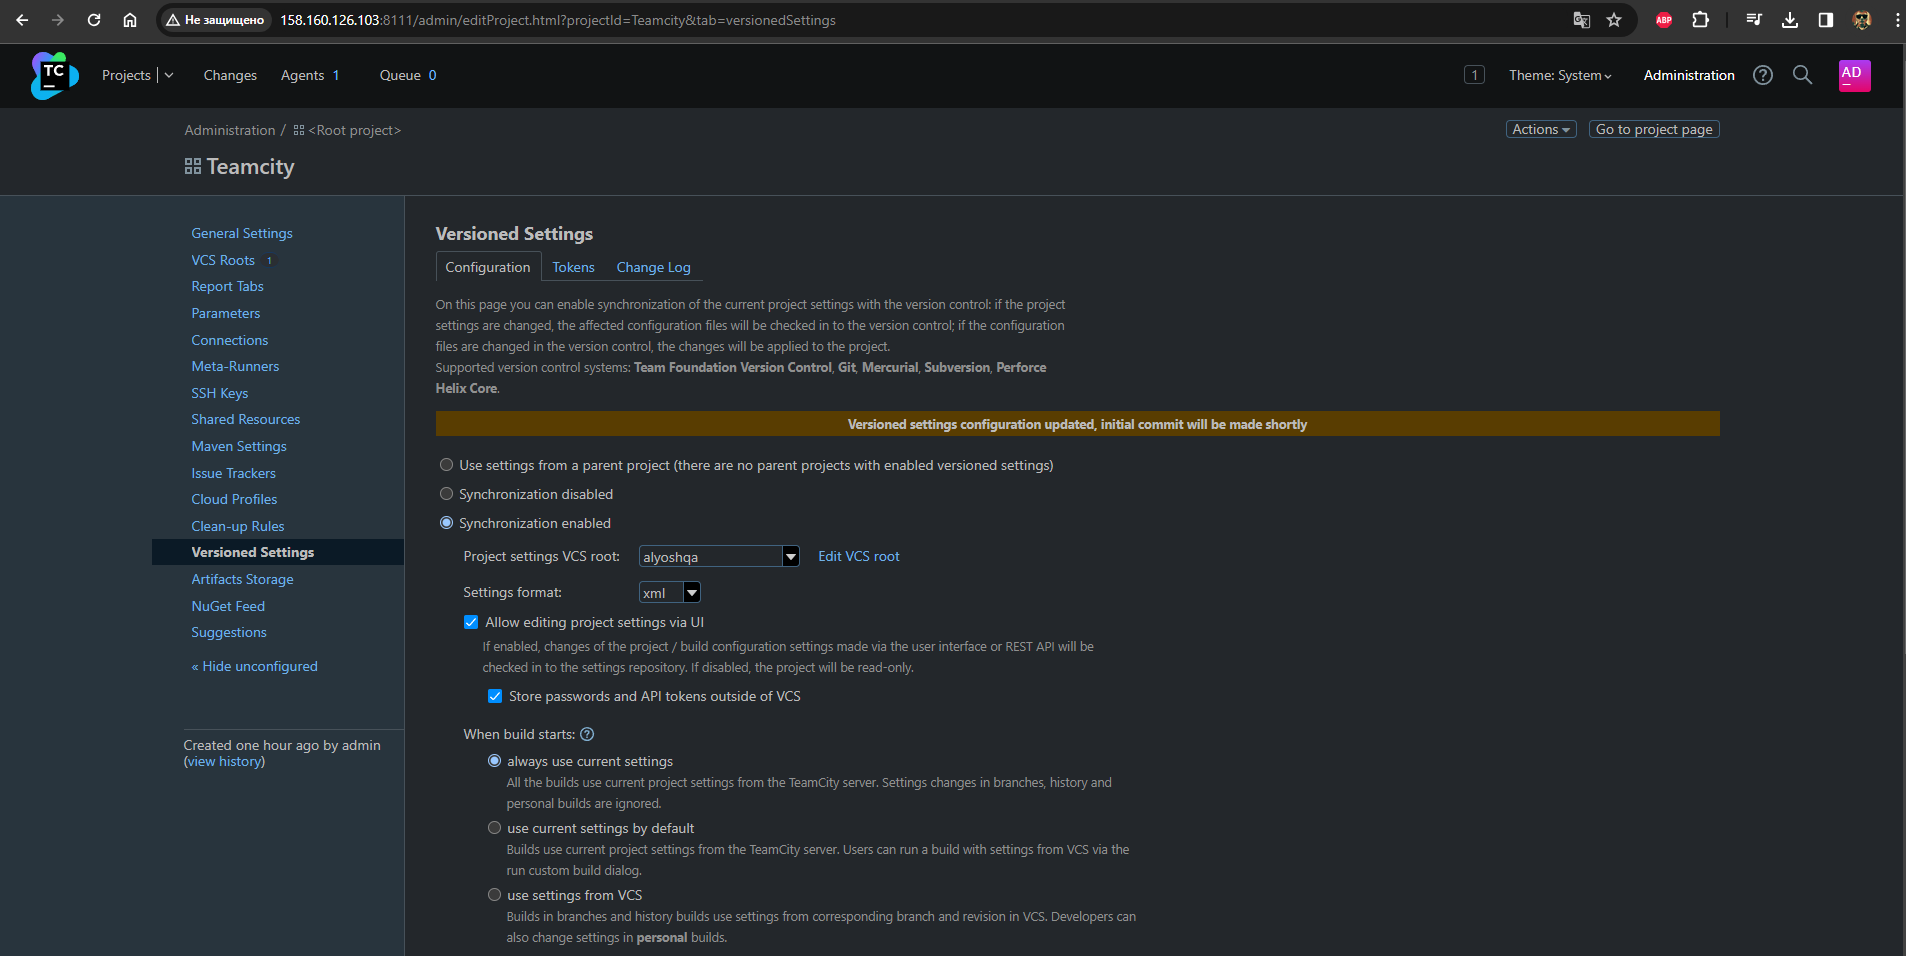 Не защищено 158.160.126.103:8111/admin/editProject.html?projectId=Teamcity&tab=versionedSettings
ABP
TC
Projects Changes Agents 1 Queue 0
1 Theme: System Administration ? AD
Administration / <Root project>
Actions Go to project page
Teamcity
General Settings
VCS Roots 1
Report Tabs
Parameters
Connections
Meta-Runners
SSH Keys
Shared Resources
Maven Settings
Issue Trackers
Cloud Profiles
Clean-up Rules
Versioned Settings
Artifacts Storage
NuGet Feed
Suggestions
« Hide unconfigured
Created one hour ago by admin
(view history)
Versioned Settings
Configuration Tokens Change Log
On this page you can enable synchronization of the current project settings with the version control: if the project
settings are changed, the affected configuration files will be checked in to the version control; if the configuration
files are changed in the version control, the changes will be applied to the project.
Supported version control systems: Team Foundation Version Control, Git, Mercurial, Subversion, Perforce
Helix Core.
Versioned settings configuration updated, initial commit will be made shortly
Use settings from a parent project (there are no parent projects with enabled versioned settings)
Synchronization disabled
Synchronization enabled
Project settings VCS root: alyoshqa Edit VCS root
Settings format: xml
Allow editing project settings via UI
If enabled, changes of the project / build configuration settings made via the user interface or REST API will be
checked in to the settings repository. If disabled, the project will be read-only.
Store passwords and API tokens outside of VCS
When build starts: ?
always use current settings
All the builds use current project settings from the TeamCity server. Settings changes in branches, history and
personal builds are ignored.
use current settings by default
Builds use current project settings from the TeamCity server. Users can run a build with settings from VCS via the
run custom build dialog.
use settings from VCS
Builds in branches and history builds use settings from corresponding branch and revision in VCS. Developers can
also change settings in personal builds.